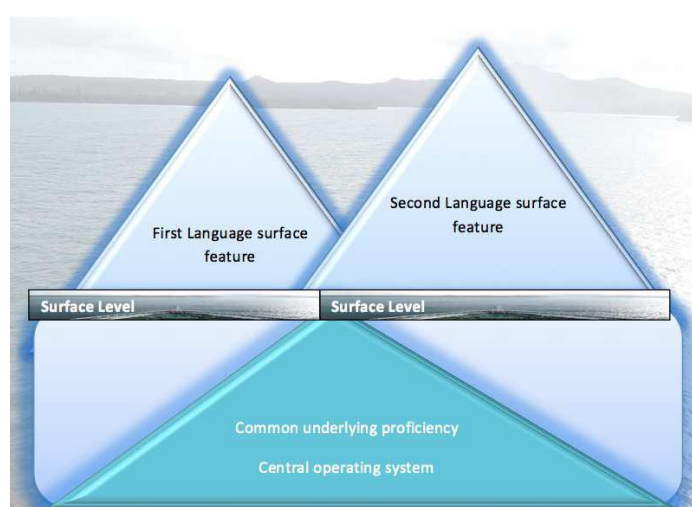 First Language surface
feature
Second Language surface
feature
Surface Level
Surface Level
Common underlying proficiency
Central operating system